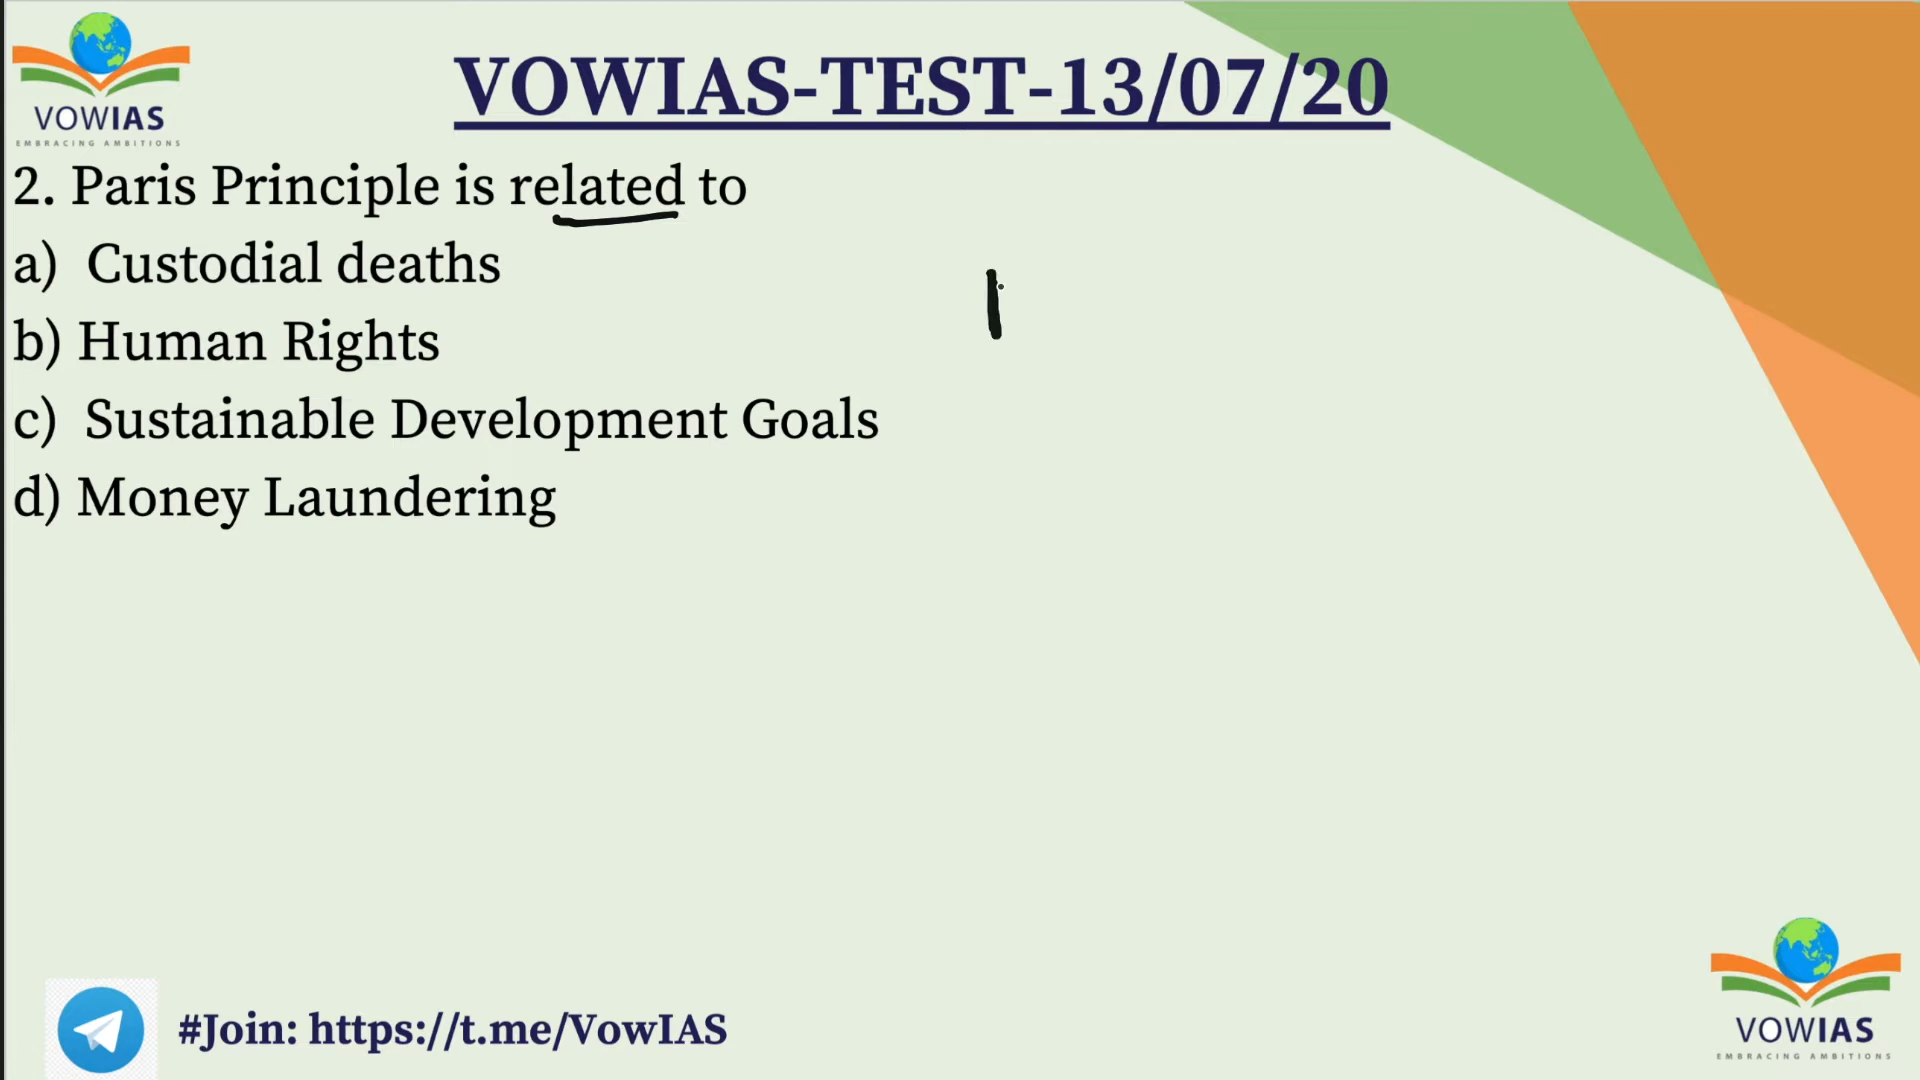 VOWIAS
EMBRACING AMBITIONS
VOWIAS-TEST-13/07/20
2. Paris Principle is related to
a) Custodial deaths
b) Human Rights
c) Sustainable Development Goals
d) Money Laundering
#Join: https://t.me/VowIAS
VOWIAS
EMBRACING AMBITIONS